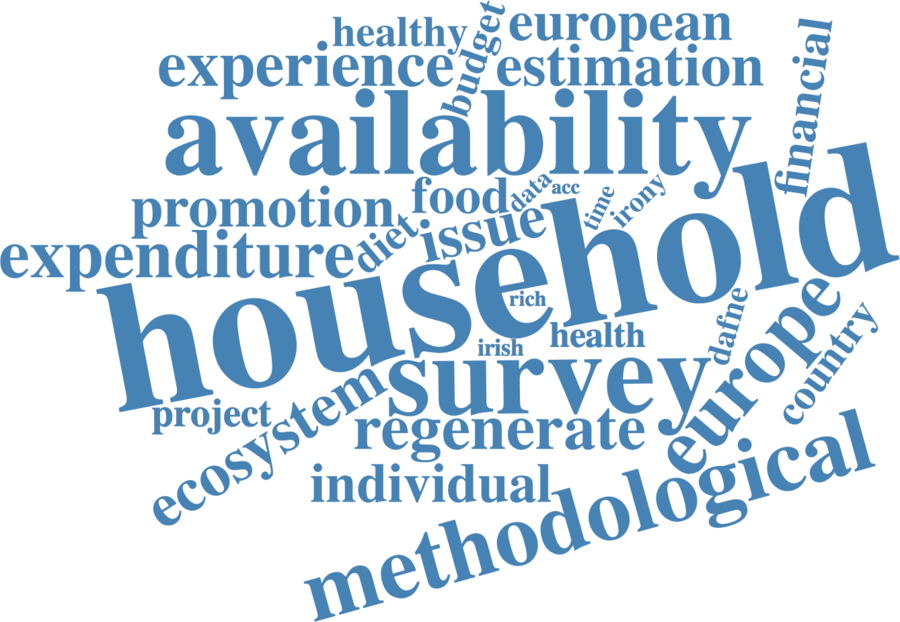 healthy
budget
european
financial
experience
estimation
availability
promotion
food
data
acc
time
irony
expenditure
diet
issue
household
rich
health
dafne
irish
europe
country
survey
project
ecosystem
regenerate
individual
methodological